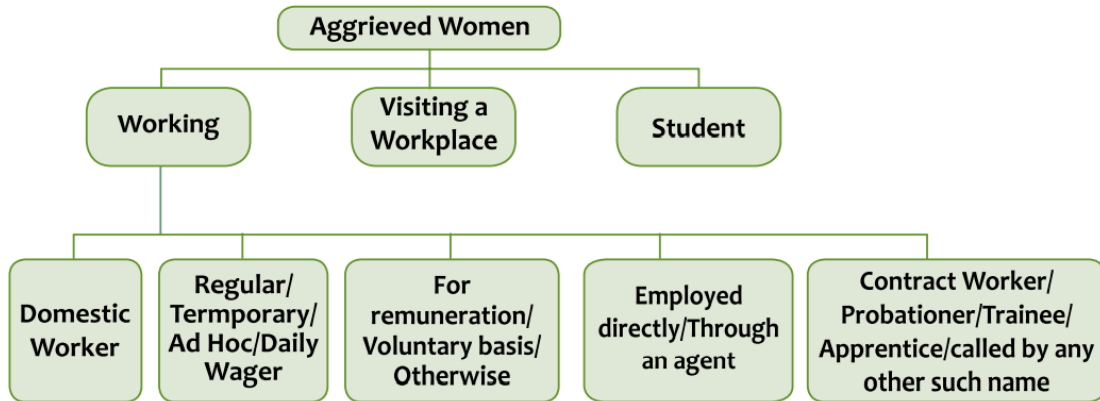 Aggrieved Women
Working
Visiting a
Workplace
Student
Domestic
Worker
Regular/
Termporary/
Ad Hoc/Daily
Wager
For
remuneration/
Voluntary basis/
Otherwise
Employed
directly/Through
an agent
Contract Worker/
Probationer/Trainee/
Apprentice/called by any
other such name